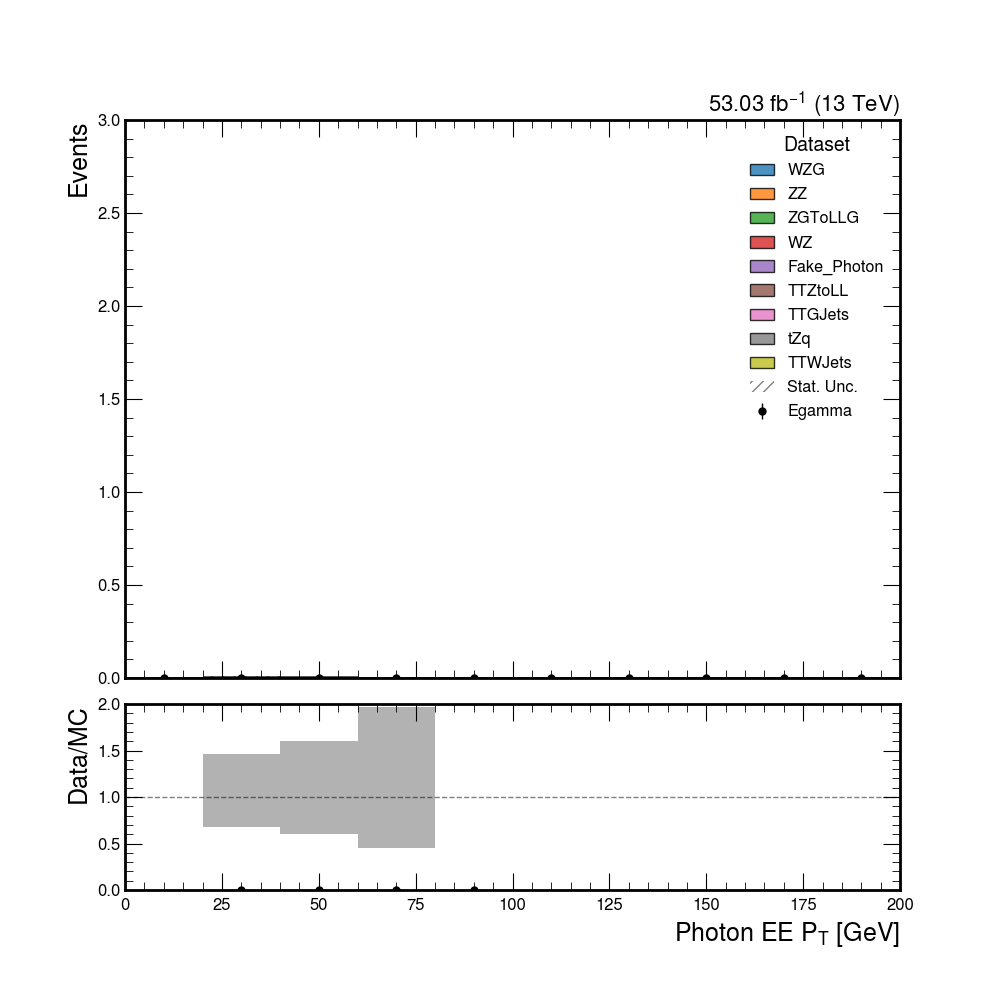 53.03 fb⁻¹ (13 TeV)
Events
3.0
2.5
2.0
1.5
1.0
0.5
0.0
Dataset
WZG
ZZ
ZGToLLG
WZ
Fake_Photon
TTZtoLL
TTGJets
tZq
TTWJets
Stat. Unc.
Egamma
Data/MC
2.0
1.5
1.0
0.5
0.0
0 25 50 75 100 125 150 175 200
Photon EE P_T [GeV]